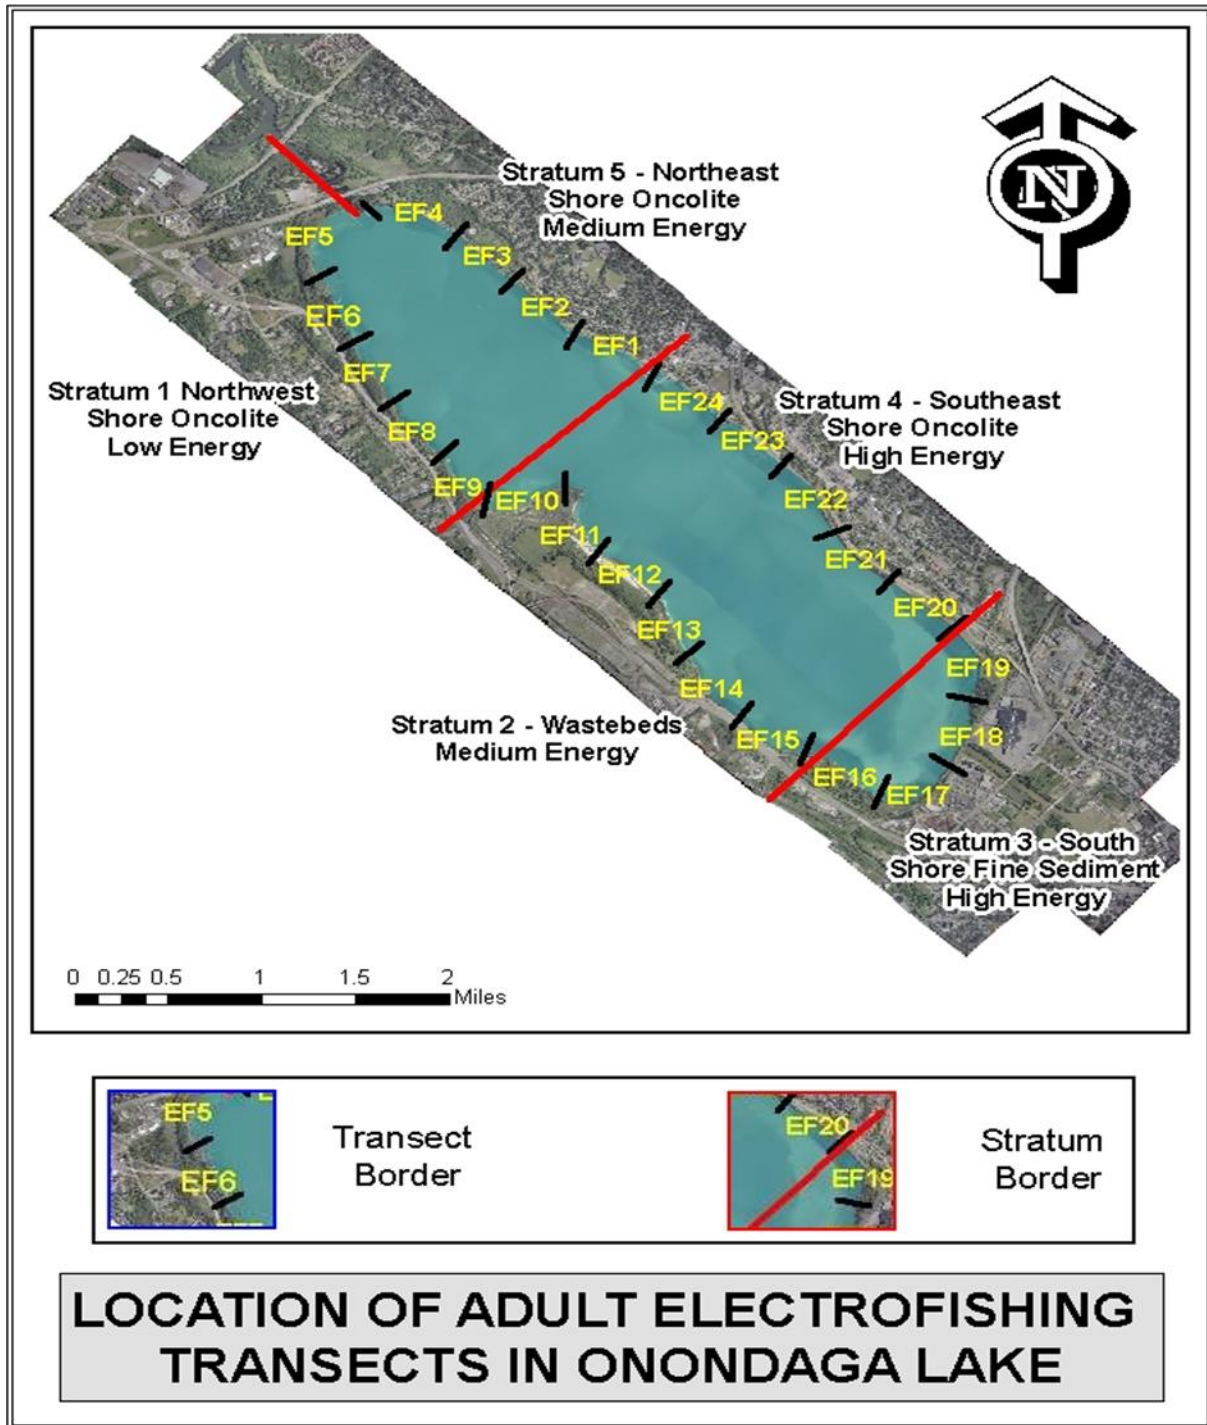 N
Stratum 5 - Northeast
Shore Oncolite
Medium Energy
EF4
EF5
EF3
EF2
EF6
EF1
Stratum 1 Northwest
Shore Oncolite
Low Energy
EF7
EF8
EF24
Stratum 4 - Southeast
Shore Oncolite
High Energy
EF23
EF9
EF10
EF22
EF11
EF21
EF12
EF20
EF13
EF19
EF14
Stratum 2 - Wastebeds
Medium Energy
EF15
EF18
EF16
EF17
Stratum 3 - South
Shore Fine Sediment
High Energy
0 0.25 0.5 1 1.5 2
Miles
EF5
EF6
Transect
Border
EF20
EF19
Stratum
Border
LOCATION OF ADULT ELECTROFISHING
TRANSECTS IN ONONDAGA LAKE